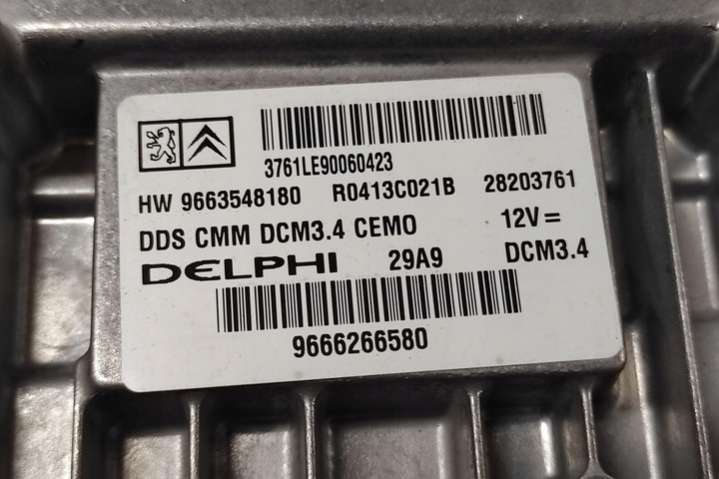 3761LE90060423
HW 9663548180 R0413C021B 28203761
DDS CMM DCM3.4 CEMO 12V=
DELPHI 29A9 DCM3.4
9666266580